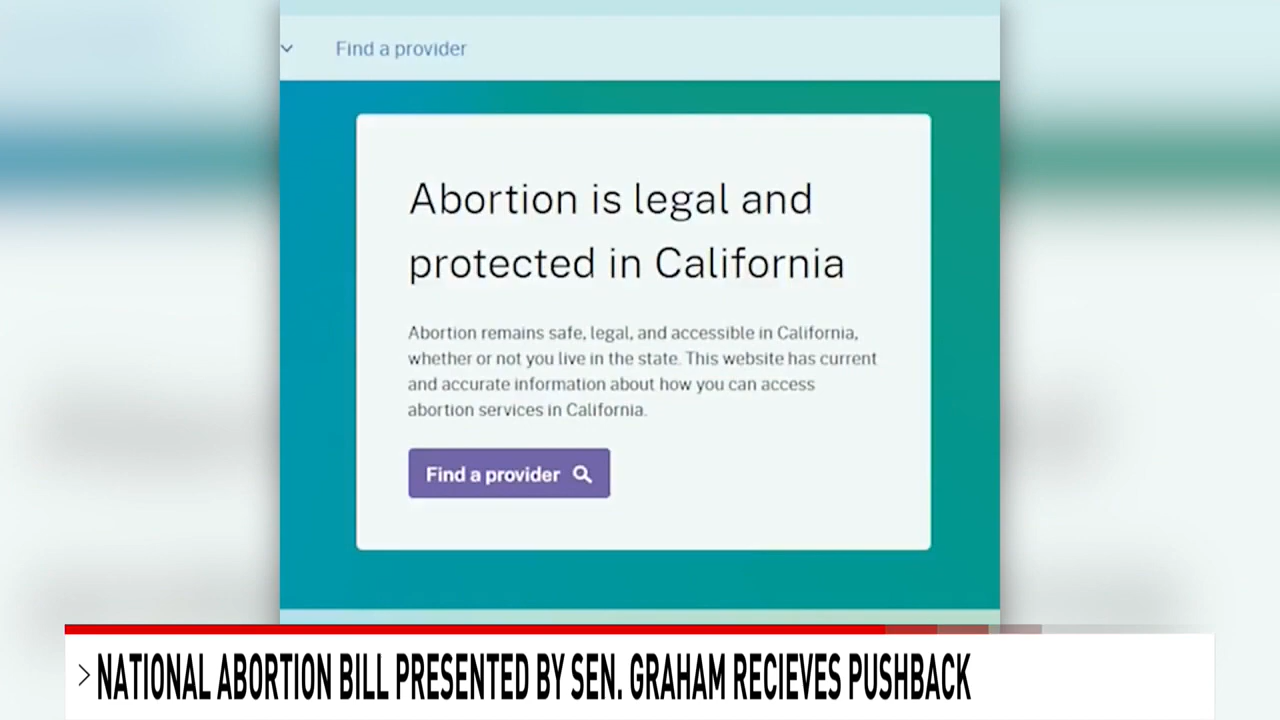 Find a provider
Abortion is legal and
protected in California
Abortion remains safe, legal, and accessible in California,
whether or not you live in the state. This website has current
and accurate information about how you can access
abortion services in California.
Find a provider
NATIONAL ABORTION BILL PRESENTED BY SEN. GRAHAM RECIEVES PUSHBACK